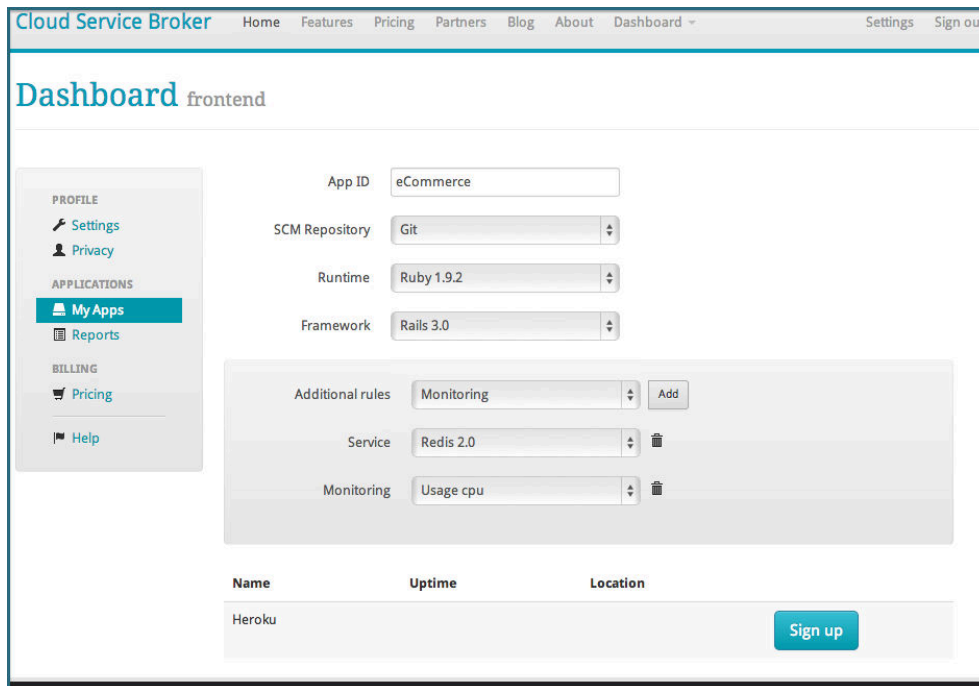 Cloud Service Broker Home Features Pricing Partners Blog About Dashboard Settings Sign ou
Dashboard frontend
PROFILE
Settings
Privacy
APPLICATIONS
My Apps
Reports
BILLING
Pricing
Help
App ID eCommerce
SCM Repository Git
Runtime Ruby 1.9.2
Framework Rails 3.0
Additional rules Monitoring Add
Service Redis 2.0
Monitoring Usage cpu
Name Uptime Location
Heroku Sign up